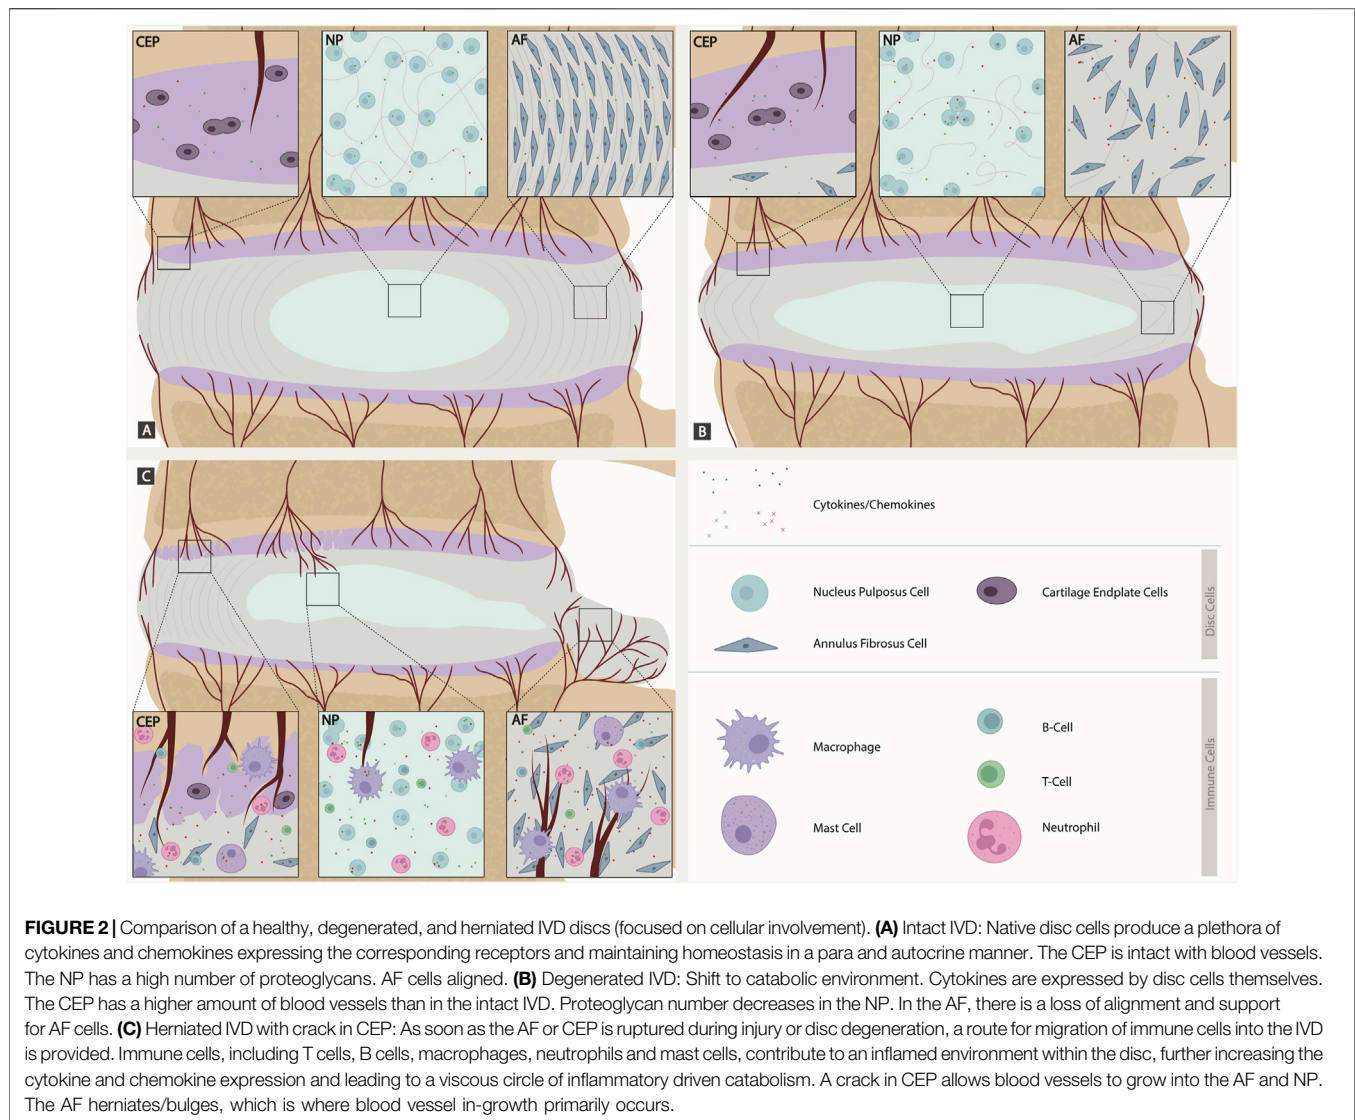 CEP
NP
AF
A
CEP
NP
AF
B
C
CEP
NP
AF
Cytokines/Chemokines
Nucleus Pulposus Cell
Cartilage Endplate Cells
Annulus Fibrosus Cell
Disc Cells
Macrophage
B-Cell
T-Cell
Mast Cell
Neutrophil
Immune Cells
FIGURE 2 | Comparison of a healthy, degenerated, and herniated IVD discs (focused on cellular involvement). (A) Intact IVD: Native disc cells produce a plethora of
cytokines and chemokines expressing the corresponding receptors and maintaining homeostasis in a para and autocrine manner. The CEP is intact with blood vessels.
The NP has a high number of proteoglycans. AF cells aligned. (B) Degenerated IVD: Shift to catabolic environment. Cytokines are expressed by disc cells themselves.
The CEP has a higher amount of blood vessels than in the intact IVD. Proteoglycan number decreases in the NP. In the AF, there is a loss of alignment and support
for AF cells. (C) Herniated IVD with crack in CEP: As soon as the AF or CEP is ruptured during injury or disc degeneration, a route for migration of immune cells into the IVD
is provided. Immune cells, including T cells, B cells, macrophages, neutrophils and mast cells, contribute to an inflamed environment within the disc, further increasing the
cytokine and chemokine expression and leading to a viscous circle of inflammatory driven catabolism. A crack in CEP allows blood vessels to grow into the AF and NP.
The AF herniates/bulges, which is where blood vessel in-growth primarily occurs.